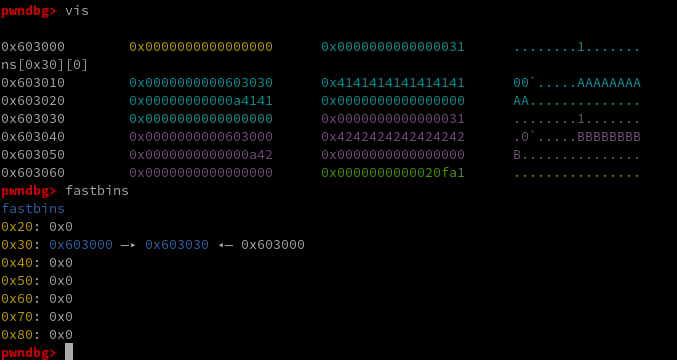 pwndbg> vis
0x603000 0x0000000000000000 0x0000000000000031 ........1.......
ns[0x30][0]
0x603010 0x0000000000603030 0x4141414141414141 00`.....AAAAAAAA
0x603020 0x00000000000a4141 0x0000000000000000 AA..............
0x603030 0x0000000000000000 0x0000000000000031 ........1.......
0x603040 0x0000000000603000 0x4242424242424242 .0`.....BBBBBBBB
0x603050 0x0000000000000a42 0x0000000000000000 B...............
0x603060 0x0000000000000000 0x0000000000020fa1 ................
pwndbg> fastbins
fastbins
0x20: 0x0
0x30: 0x603000 —▸ 0x603030 ◂— 0x603000
0x40: 0x0
0x50: 0x0
0x60: 0x0
0x70: 0x0
0x80: 0x0
pwndbg>